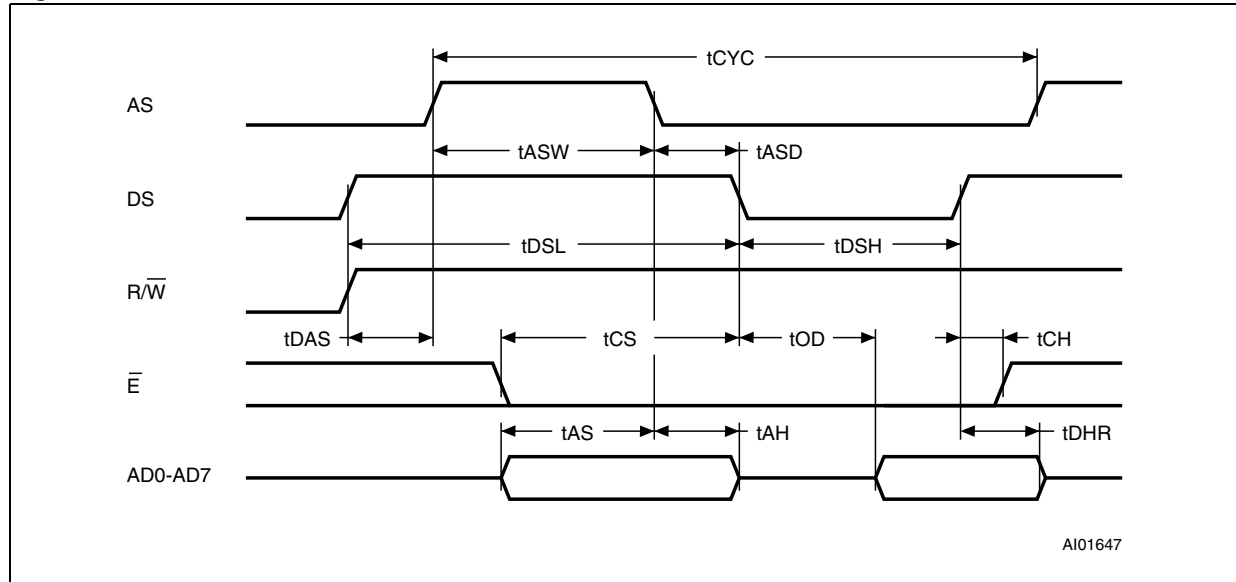 tCYC
AS
tASW
tASD
DS
tDSL
tDSH
R/W̅
tDAS
tCS
tOD
tCH
E̅
tAS
tAH
tDHR
AD0-AD7
AI01647